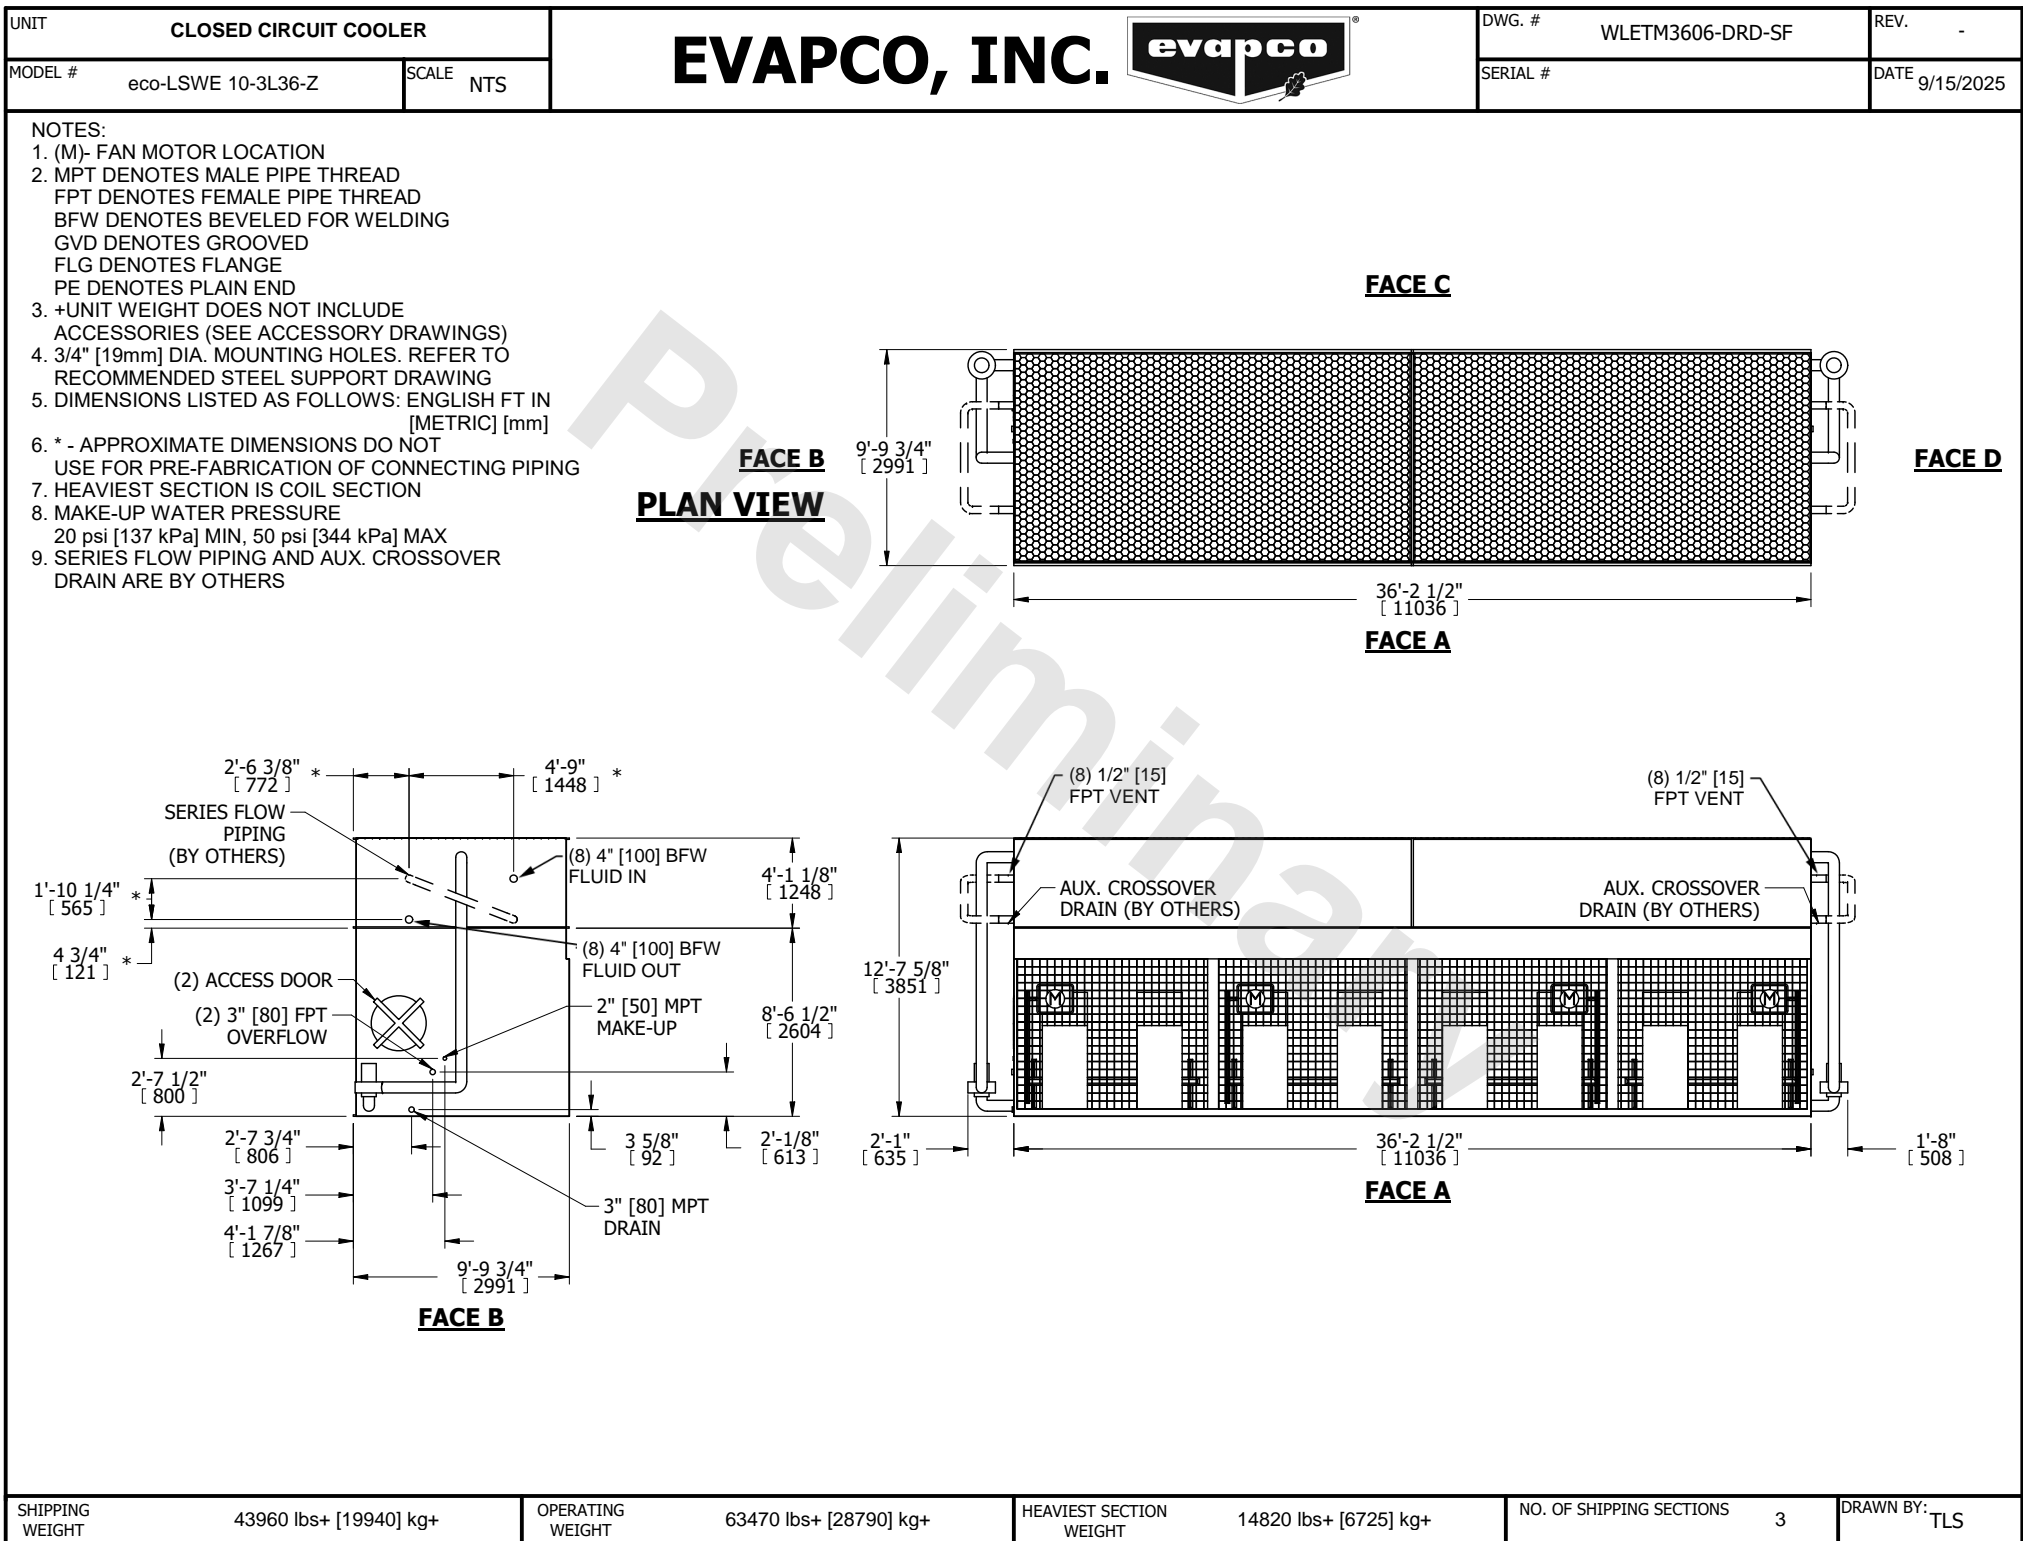 UNIT
CLOSED CIRCUIT COOLER
MODEL #
eco-LSWE 10-3L36-Z
SCALE
NTS
EVAPCO, INC.
evapco
®
DWG. #
WLETM3606-DRD-SF
REV.
-
SERIAL #
DATE
9/15/2025
NOTES:
1. (M)- FAN MOTOR LOCATION
2. MPT DENOTES MALE PIPE THREAD
FPT DENOTES FEMALE PIPE THREAD
BFW DENOTES BEVELED FOR WELDING
GVD DENOTES GROOVED
FLG DENOTES FLANGE
PE DENOTES PLAIN END
3. +UNIT WEIGHT DOES NOT INCLUDE
ACCESSORIES (SEE ACCESSORY DRAWINGS)
4. 3/4" [19mm] DIA. MOUNTING HOLES. REFER TO
RECOMMENDED STEEL SUPPORT DRAWING
5. DIMENSIONS LISTED AS FOLLOWS: ENGLISH FT IN
[METRIC] [mm]
6. * - APPROXIMATE DIMENSIONS DO NOT
USE FOR PRE-FABRICATION OF CONNECTING PIPING
7. HEAVIEST SECTION IS COIL SECTION
8. MAKE-UP WATER PRESSURE
20 psi [137 kPa] MIN, 50 psi [344 kPa] MAX
9. SERIES FLOW PIPING AND AUX. CROSSOVER
DRAIN ARE BY OTHERS
Preliminary
FACE C
FACE B
PLAN VIEW
9'-9 3/4"
[ 2991 ]
FACE D
36'-2 1/2"
[ 11036 ]
FACE A
2'-6 3/8" *
[ 772 ]
4'-9" *
[ 1448 ]
SERIES FLOW
PIPING
(BY OTHERS)
(8) 4" [100] BFW
FLUID IN
4'-1 1/8"
[ 1248 ]
1'-10 1/4" *
[ 565 ]
4 3/4" *
[ 121 ]
(8) 4" [100] BFW
FLUID OUT
(2) ACCESS DOOR
(2) 3" [80] FPT
OVERFLOW
2" [50] MPT
MAKE-UP
8'-6 1/2"
[ 2604 ]
2'-7 1/2"
[ 800 ]
2'-7 3/4"
[ 806 ]
3 5/8"
[ 92 ]
2'-1/8"
[ 613 ]
3'-7 1/4"
[ 1099 ]
3" [80] MPT
DRAIN
4'-1 7/8"
[ 1267 ]
9'-9 3/4"
[ 2991 ]
FACE B
(8) 1/2" [15]
FPT VENT
(8) 1/2" [15]
FPT VENT
AUX. CROSSOVER
DRAIN (BY OTHERS)
AUX. CROSSOVER
DRAIN (BY OTHERS)
12'-7 5/8"
[ 3851 ]
M
M
M
M
2'-1"
[ 635 ]
36'-2 1/2"
[ 11036 ]
1'-8"
[ 508 ]
FACE A
SHIPPING
WEIGHT
43960 lbs+ [19940] kg+
OPERATING
WEIGHT
63470 lbs+ [28790] kg+
HEAVIEST SECTION
WEIGHT
14820 lbs+ [6725] kg+
NO. OF SHIPPING SECTIONS
3
DRAWN BY:
TLS